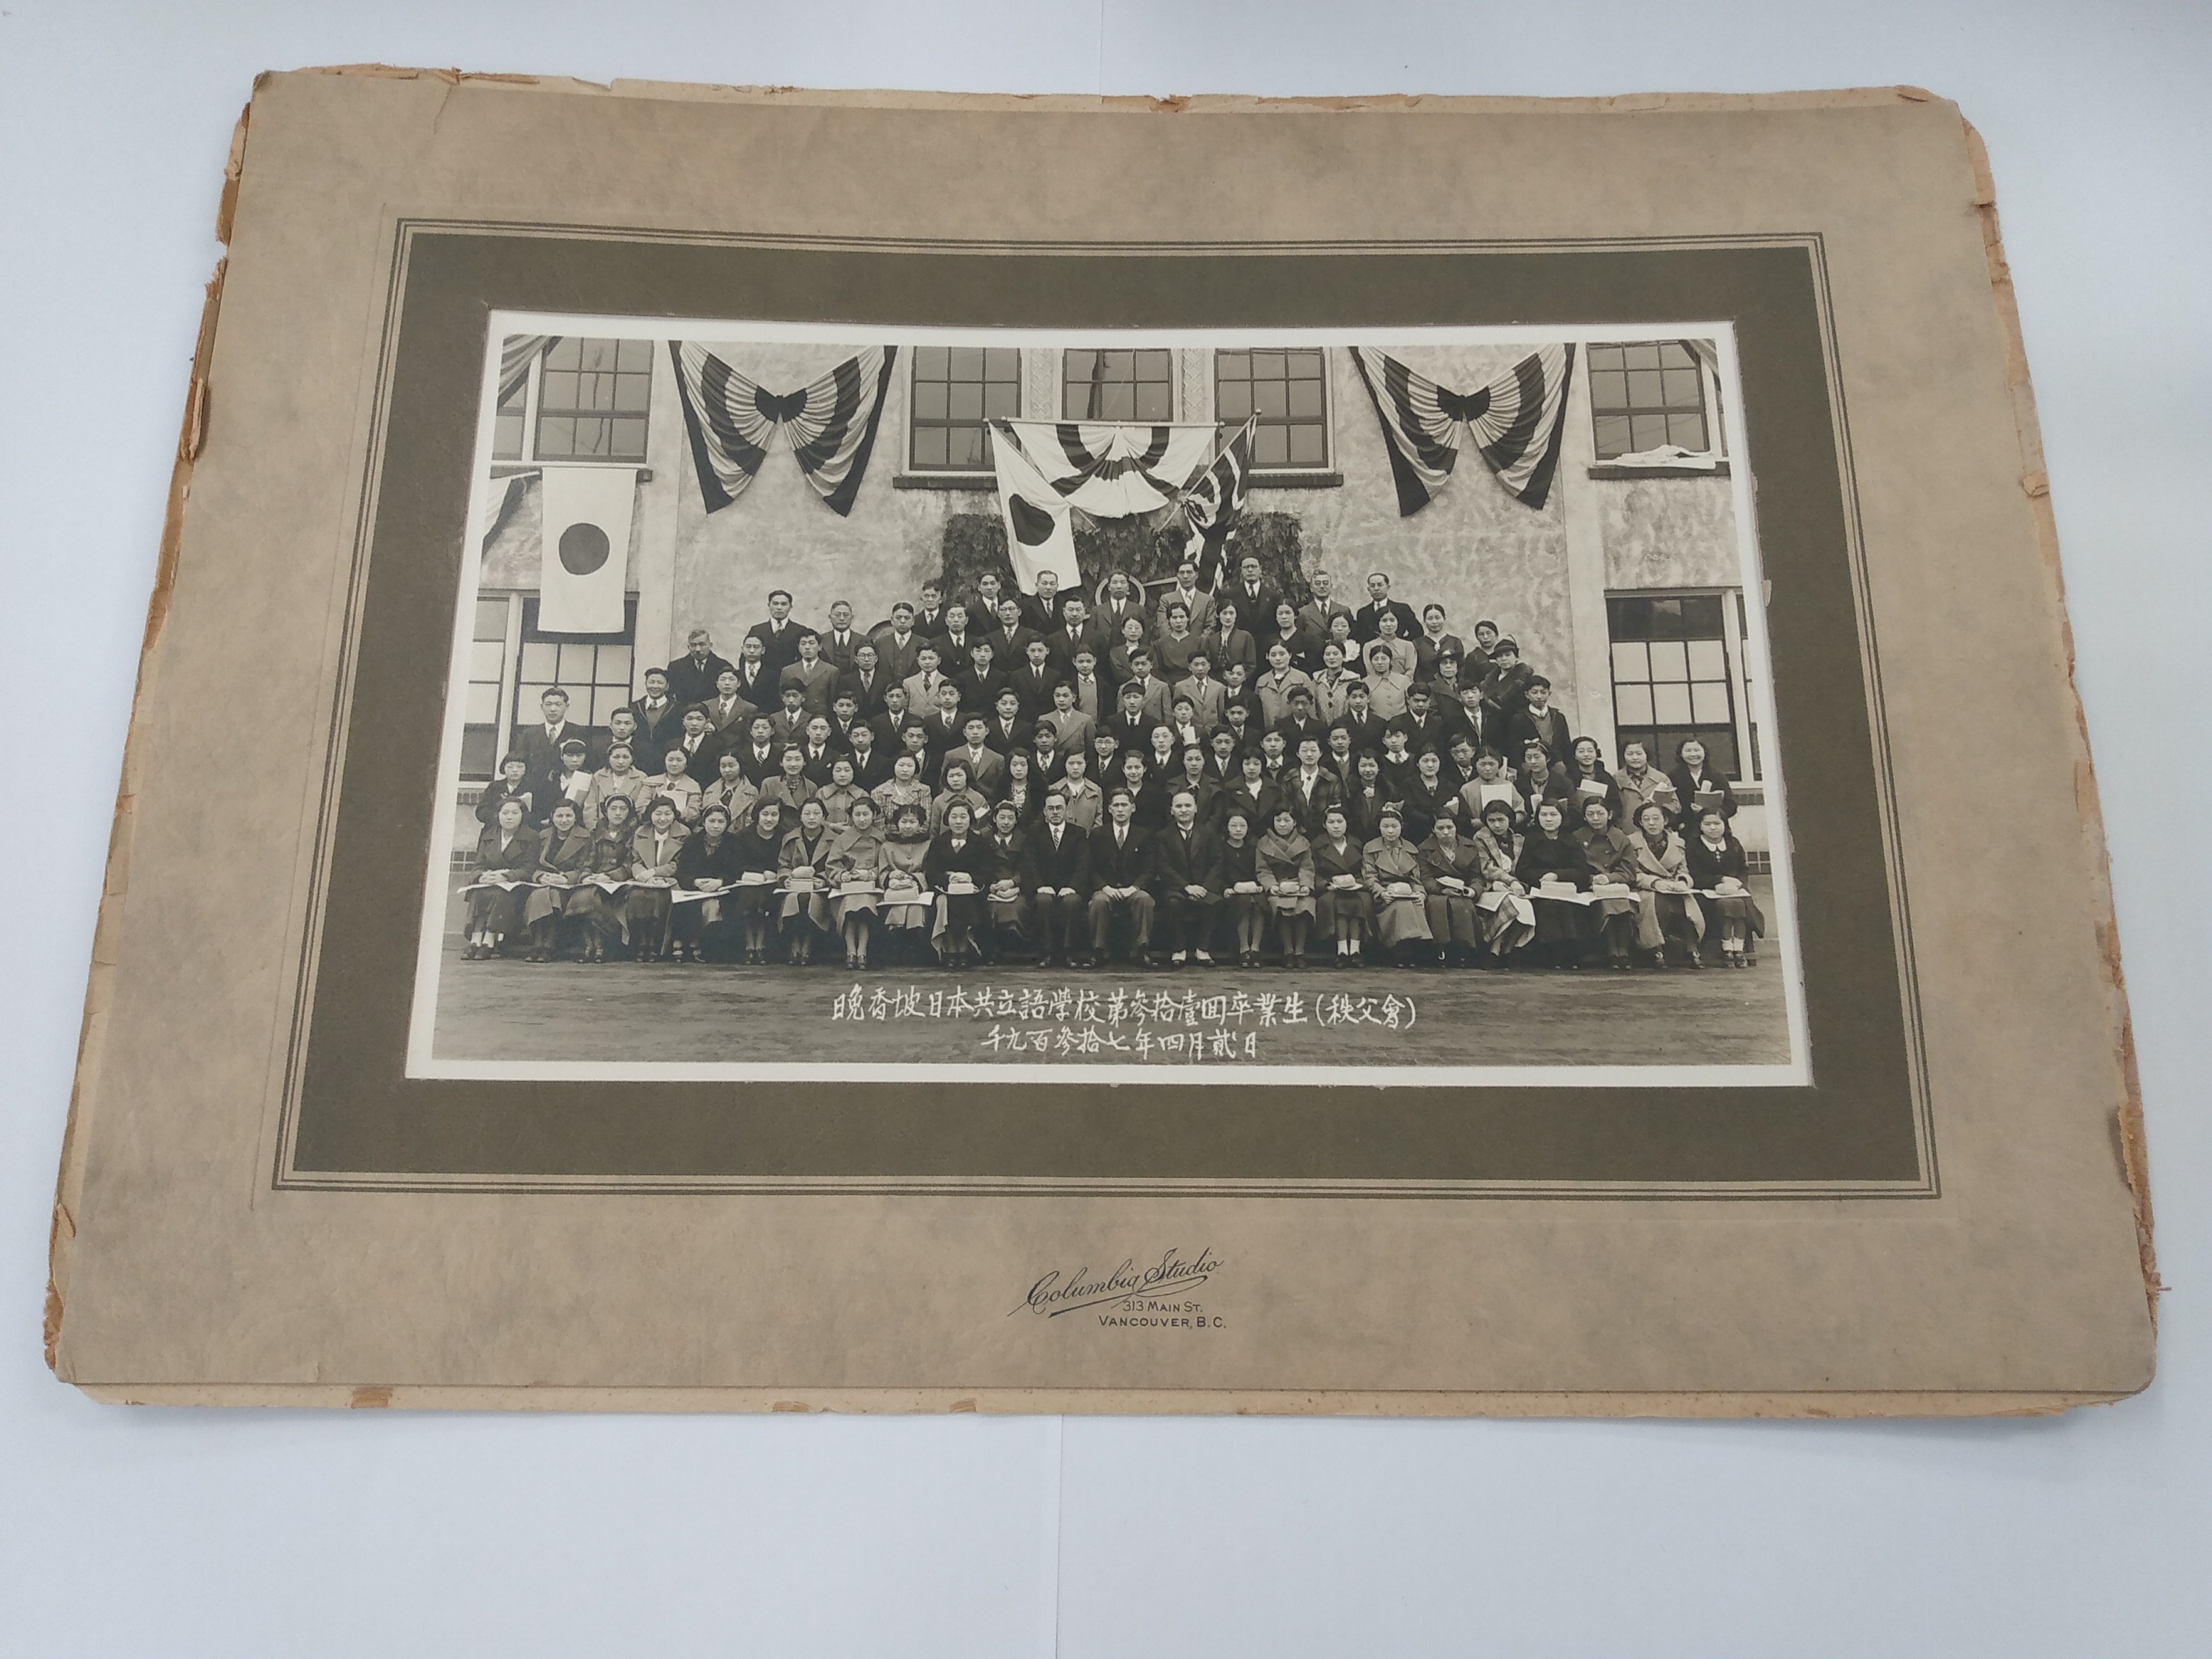 晩香坡日本共立語學校第參拾壹回卒業生(秩父會)
千九百參拾七年四月貳日
Columbia Studio
313 MAIN ST.
VANCOUVER, B.C.